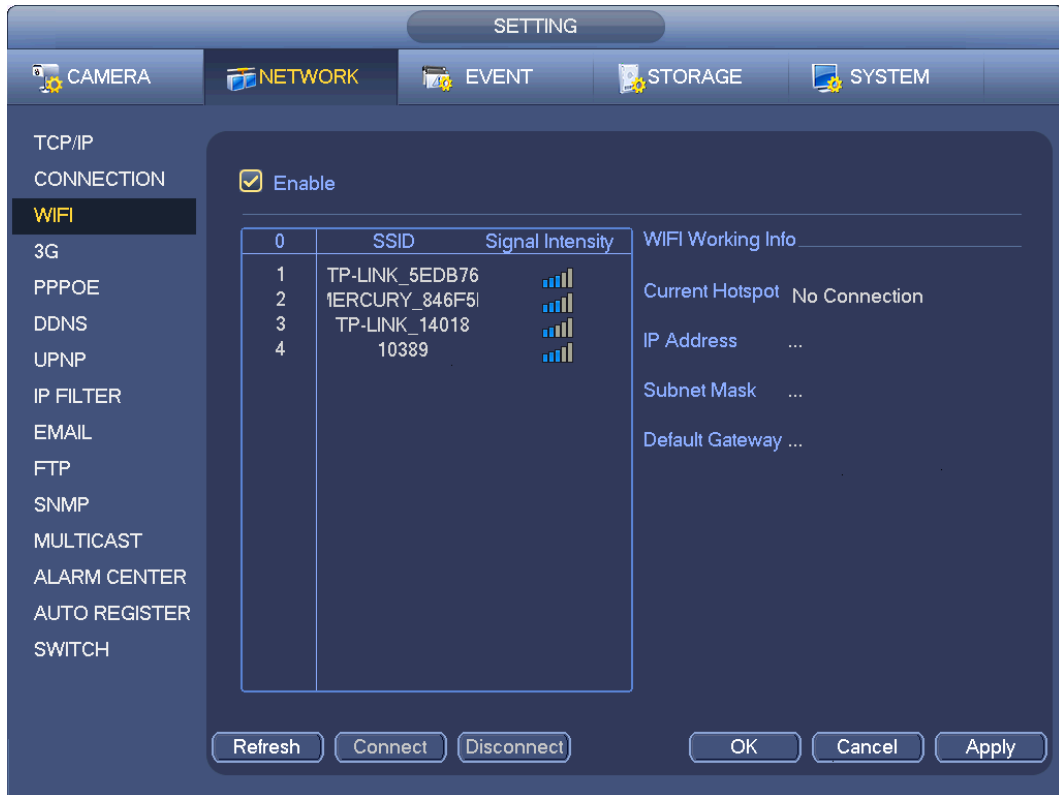 SETTING
CAMERA NETWORK EVENT STORAGE SYSTEM
TCP/IP
CONNECTION
WIFI
3G
PPPOE
DDNS
UPNP
IP FILTER
EMAIL
FTP
SNMP
MULTICAST
ALARM CENTER
AUTO REGISTER
SWITCH
Enable
0 SSID Signal Intensity
1 TP-LINK_5EDB76
2
3 TP-LINK_14018
4 10389
WIFI Working Info
Current Hotspot No Connection
IP Address ...
Subnet Mask ...
Default Gateway ...
Refresh Connect Disconnect OK Cancel Apply